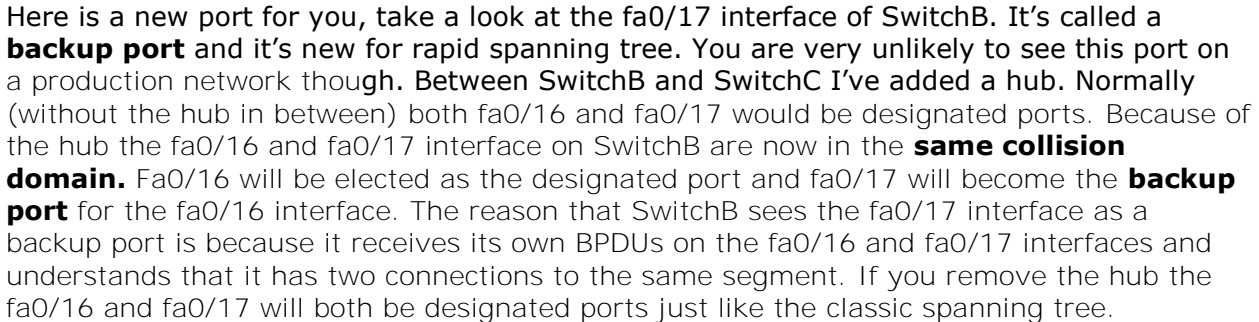 Here is a new port for you, take a look at the fa0/17 interface of SwitchB. It’s called a
backup port and it’s new for rapid spanning tree. You are very unlikely to see this port on
a production network though. Between SwitchB and SwitchC I’ve added a hub. Normally
(without the hub in between) both fa0/16 and fa0/17 would be designated ports. Because of
the hub the fa0/16 and fa0/17 interface on SwitchB are now in the same collision
domain. Fa0/16 will be elected as the designated port and fa0/17 will become the backup
port for the fa0/16 interface. The reason that SwitchB sees the fa0/17 interface as a
backup port is because it receives its own BPDUs on the fa0/16 and fa0/17 interfaces and
understands that it has two connections to the same segment. If you remove the hub the
fa0/16 and fa0/17 will both be designated ports just like the classic spanning tree.